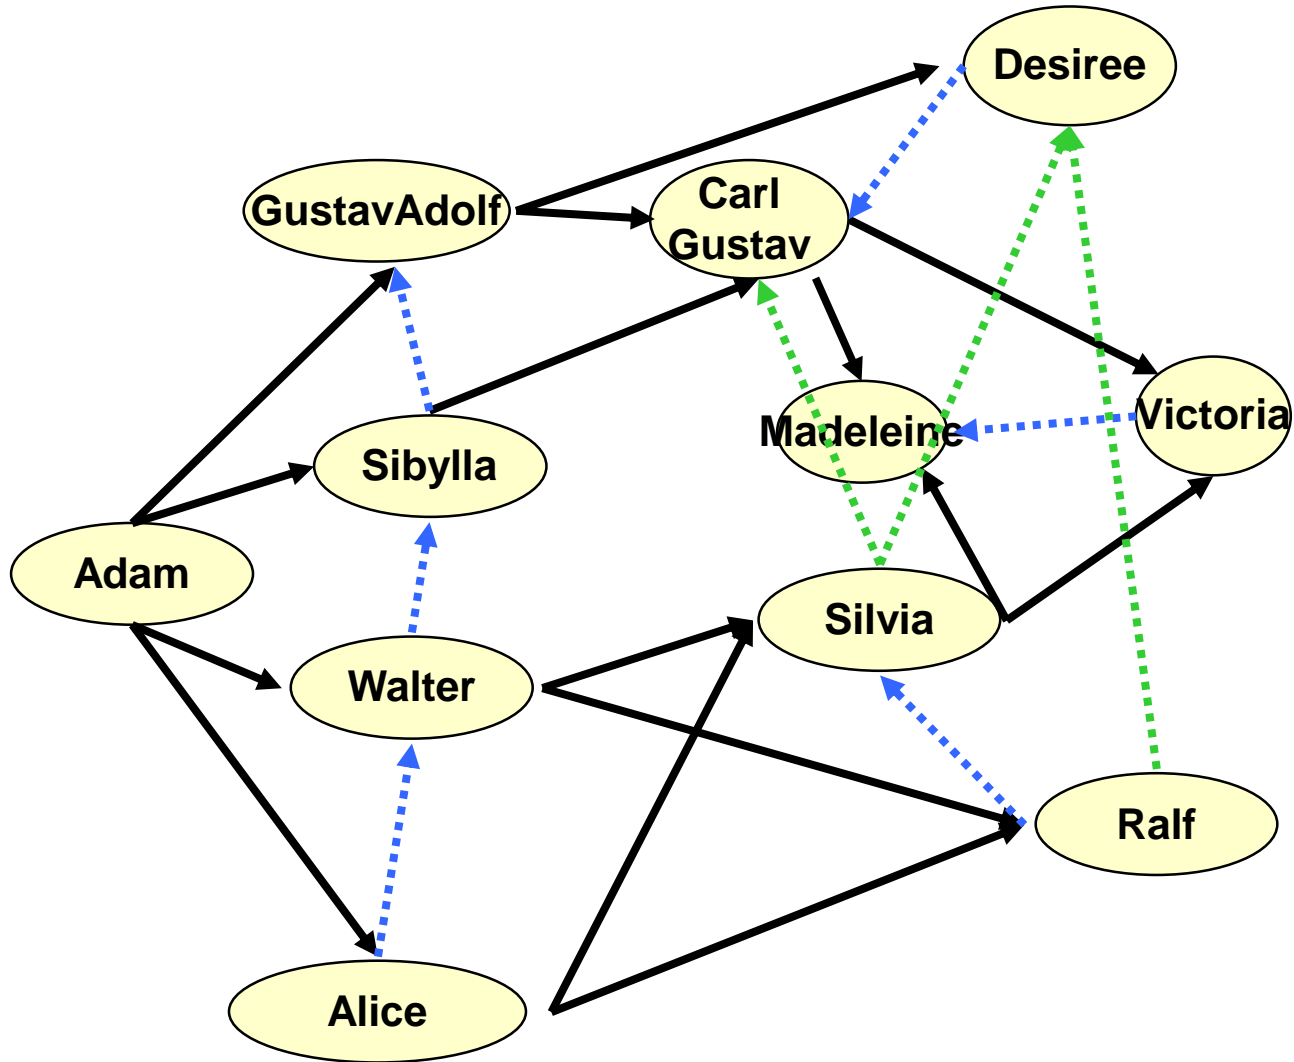 Desiree
GustavAdolf
Carl
Gustav
Madeleine
Victoria
Sibylla
Adam
Silvia
Walter
Ralf
Alice